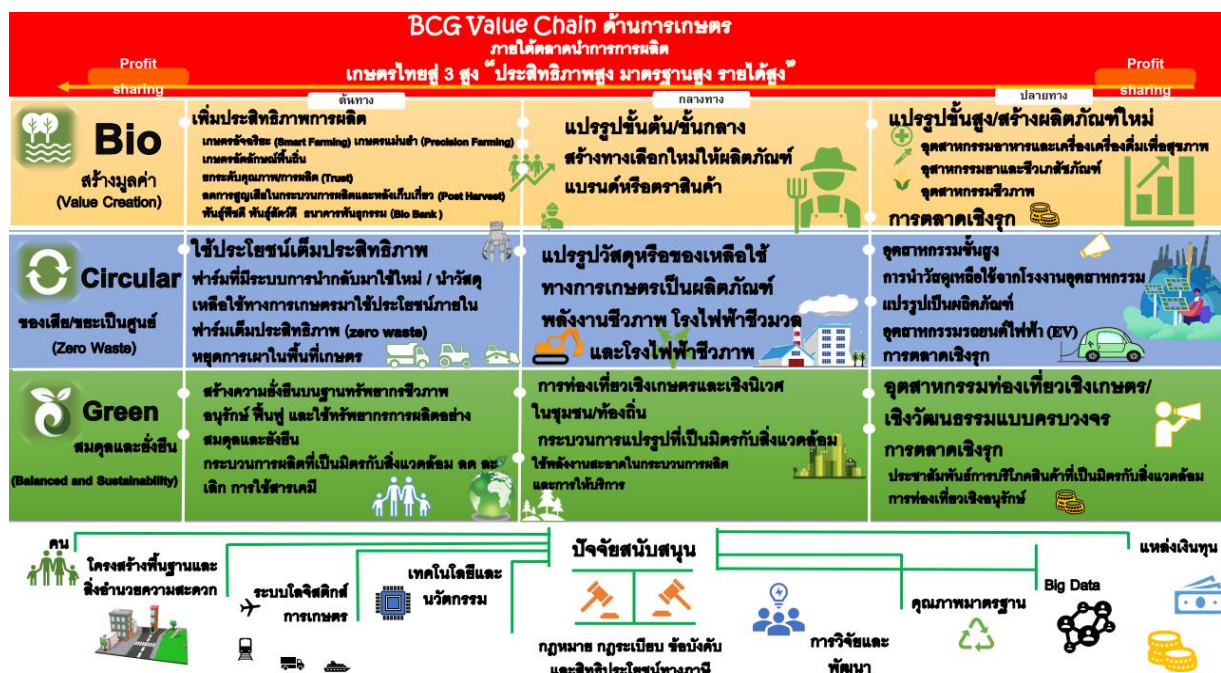 BCG Value Chain ด้านการเกษตร
ภายใต้ตลาดนำการการผลิต
เกษตรไทยสู่ 3 สูง “ประสิทธิภาพสูง มาตรฐานสูง รายได้สูง”
Profit
sharing
Profit
sharing
ต้นทาง
กลางทาง
ปลายทาง
Bio
สร้างมูลค่า
(Value Creation)
เพิ่มประสิทธิภาพการผลิต
เกษตรอัจฉริยะ (Smart Farming) เกษตรแม่นยำ (Precision Farming)
เกษตรอัตลักษณ์พื้นถิ่น
ยกระดับคุณภาพ/การผลิต (Trust)
ลดการสูญเสียในกระบวนการผลิตและหลังเก็บเกี่ยว (Post Harvest)
พันธุ์พืชดี พันธุ์สัตว์ดี ธนาคารพันธุกรรม (Bio Bank )
แปรรูปขั้นต้น/ขั้นกลาง
สร้างทางเลือกใหม่ให้ผลิตภัณฑ์
แบรนด์หรือตราสินค้า
แปรรูปขั้นสูง/สร้างผลิตภัณฑ์ใหม่
อุตสาหกรรมอาหารและเครื่องเครื่องดื่มเพื่อสุขภาพ
อุตสาหกรรมยาและชีวเภสัชภัณฑ์
อุตสาหกรรมชีวภาพ
การตลาดเชิงรุก
Circular
ของเสีย/ขยะเป็นศูนย์
(Zero Waste)
ใช้ประโยชน์เต็มประสิทธิภาพ
ฟาร์มที่มีระบบการนำกลับมาใช้ใหม่ / นำวัสดุ
เหลือใช้ทางการเกษตรมาใช้ประโยชน์ภายใน
ฟาร์มเต็มประสิทธิภาพ (zero waste)
หยุดการเผาในพื้นที่เกษตร
แปรรูปวัสดุหรือของเหลือใช้
ทางการเกษตรเป็นผลิตภัณฑ์
พลังงานชีวภาพ โรงไฟฟ้าชีวมวล
และโรงไฟฟ้าชีวภาพ
อุตสาหกรรมขั้นสูง
การนำวัสดุเหลือใช้จากโรงงานอุตสาหกรรม
แปรรูปเป็นผลิตภัณฑ์
อุตสาหกรรมรถยนต์ไฟฟ้า (EV)
การตลาดเชิงรุก
Green
สมดุลและยั่งยืน
(Balanced and Sustainability)
สร้างความยั่งยืนบนฐานทรัพยากรชีวภาพ
อนุรักษ์ ฟื้นฟู และใช้ทรัพยากรการผลิตอย่าง
สมดุลและยั่งยืน
กระบวนการผลิตที่เป็นมิตรกับสิ่งแวดล้อม ลด ละ
เลิก การใช้สารเคมี
การท่องเที่ยวเชิงเกษตรและเชิงนิเวศ
ในชุมชน/ท้องถิ่น
กระบวนการแปรรูปที่เป็นมิตรกับสิ่งแวดล้อม
ใช้พลังงานสะอาดในกระบวนการผลิต
และการให้บริการ
อุตสาหกรรมท่องเที่ยวเชิงเกษตร/
เชิงวัฒนธรรมแบบครบวงจร
การตลาดเชิงรุก
ประชาสัมพันธ์การบริโภคสินค้าที่เป็นมิตรกับสิ่งแวดล้อม
การท่องเที่ยวเชิงอนุรักษ์
ปัจจัยสนับสนุน
คน
โครงสร้างพื้นฐานและ
สิ่งอำนวยความสะดวก
ระบบโลจิสติกส์
การเกษตร
เทคโนโลยีและ
นวัตกรรม
กฎหมาย กฎระเบียบ ข้อบังคับ
และสิทธิประโยชน์ทางภาษี
การวิจัยและ
พัฒนา
คุณภาพมาตรฐาน
Big Data
แหล่งเงินทุน